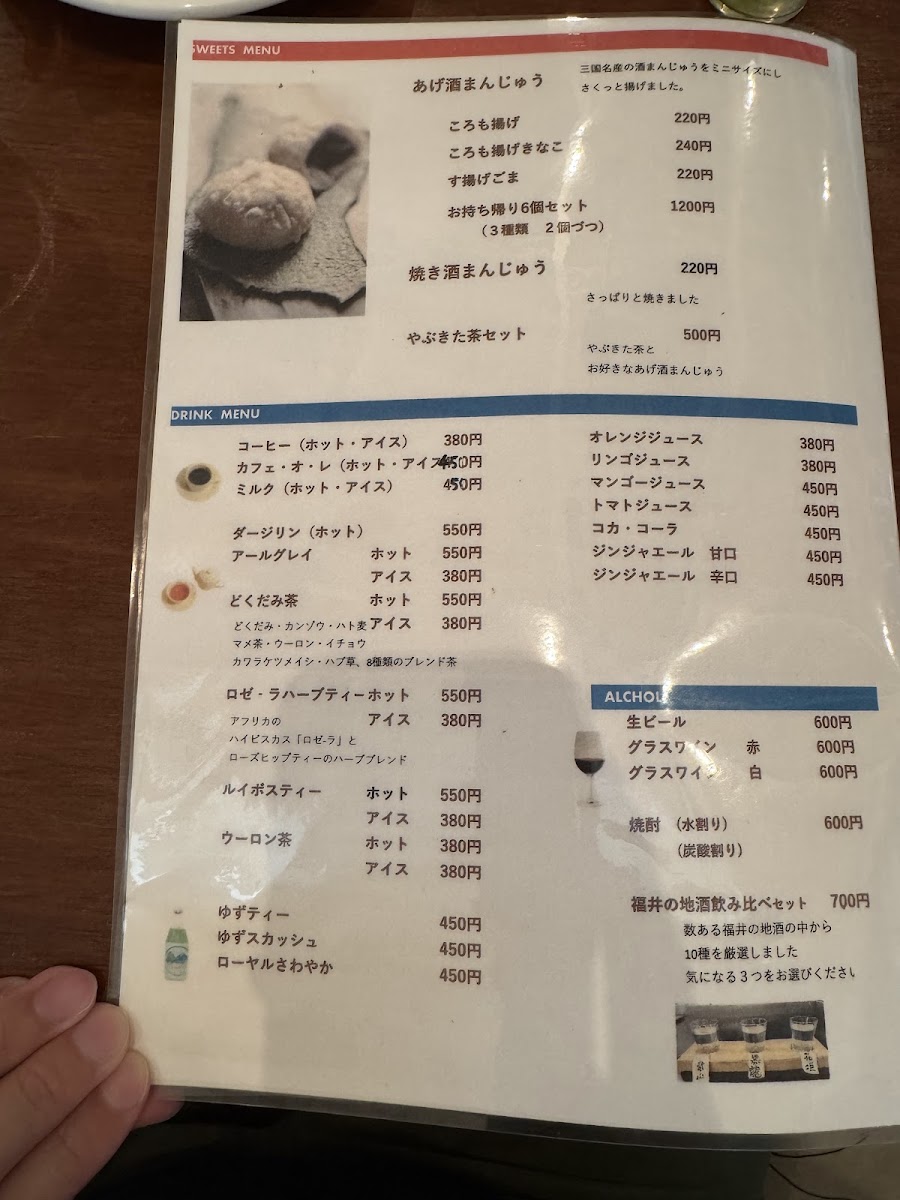 SWEETS MENU
あげ酒まんじゅう
三国名産の酒まんじゅうをミニサイズにし
さくっと揚げました。
ころも揚げ 220円
ころも揚げきなこ 240円
す揚げごま 220円
お持ち帰り6個セット 1200円
（３種類　２個づつ）
焼き酒まんじゅう 220円
さっぱりと焼きました
やぶきた茶セット 500円
やぶきた茶と
お好きなあげ酒まんじゅう
DRINK MENU
コーヒー（ホット・アイス） 380円
カフェ・オ・レ（ホット・アイス 450円
ミルク（ホット・アイス） 450円
ダージリン（ホット） 550円
アールグレイ ホット 550円
アイス 380円
どくだみ茶 ホット 550円
どくだみ・カンゾウ・ハト麦 アイス 380円
マメ茶・ウーロン・イチョウ
カワラケツメイシ・ハブ草、8種類のブレンド茶
ロゼ・ラハーブティー ホット 550円
アフリカの アイス 380円
ハイビスカス「ロゼ-ラ」と
ローズヒップティーのハーブブレンド
ルイボスティー ホット 550円
アイス 380円
ウーロン茶 ホット 380円
アイス 380円
ゆずティー 450円
ゆずスカッシュ 450円
ローヤルさわやか 450円
オレンジジュース 380円
リンゴジュース 380円
マンゴージュース 450円
トマトジュース 450円
コカ・コーラ 450円
ジンジャエール　甘口 450円
ジンジャエール　辛口 450円
ALCHOL
生ビール 600円
グラスワイン　赤 600円
グラスワイン　白 600円
焼酎　（水割り） 600円
（炭酸割り）
福井の地酒飲み比べセット 700円
数ある福井の地酒の中から
10種を厳選しました
気になる３つをお選びください